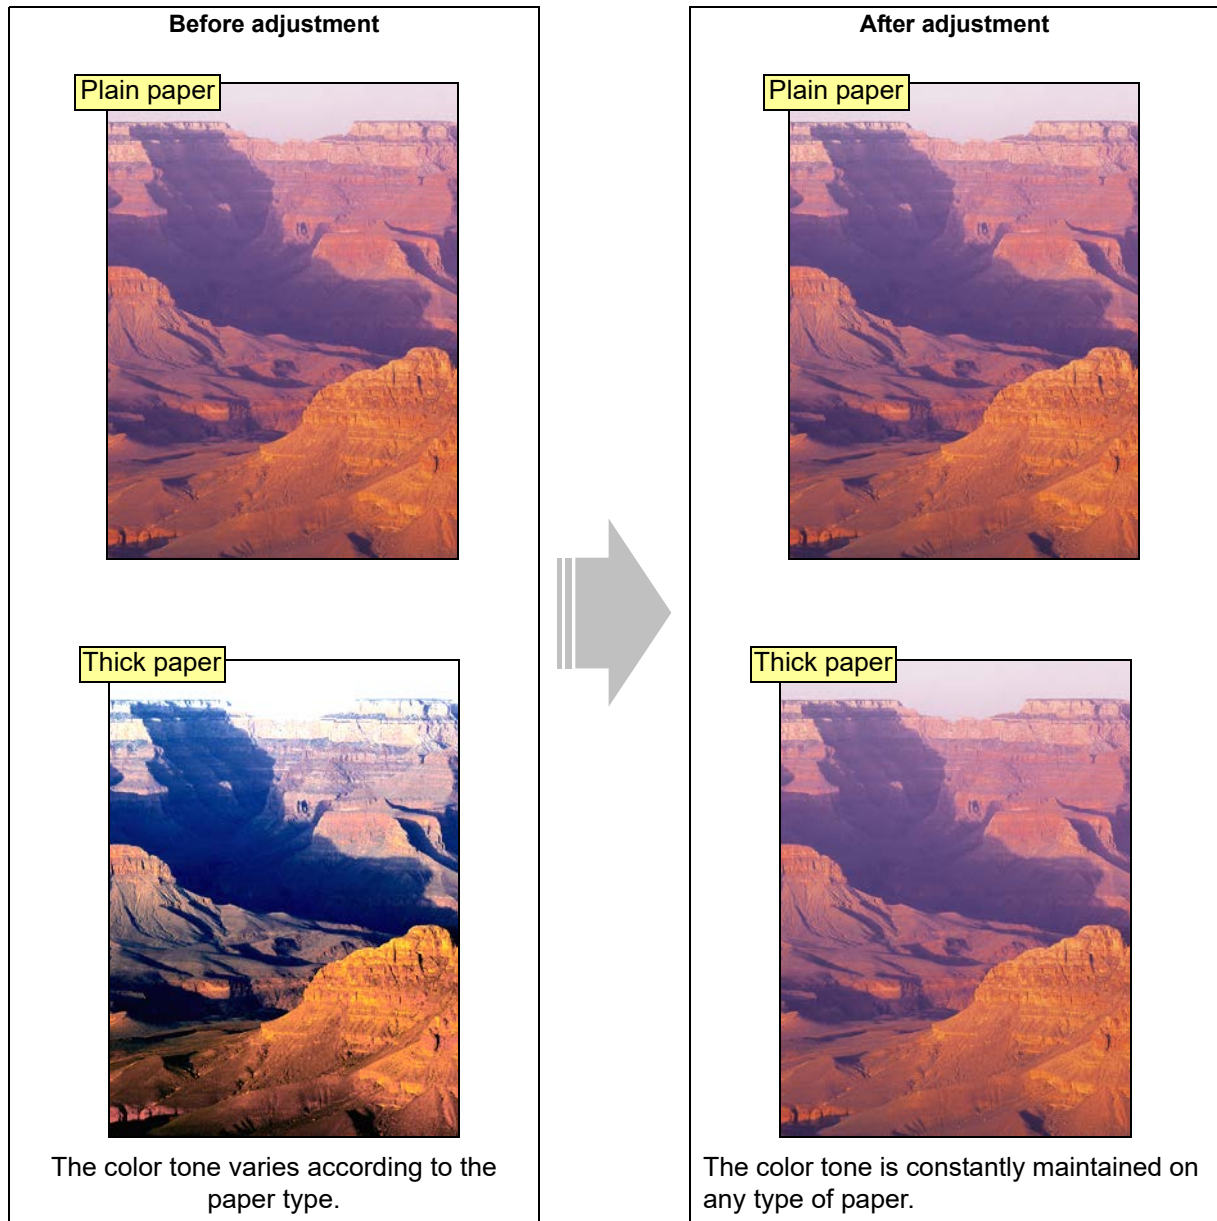 Before adjustment
Plain paper
Thick paper
The color tone varies according to the
paper type.
After adjustment
Plain paper
Thick paper
The color tone is constantly maintained on
any type of paper.